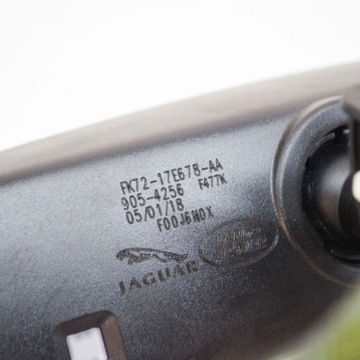 FK72-17E678-AA
905-4256 F477K
05/01/18
F00J6N0X
LAND ROVER
JAGUAR